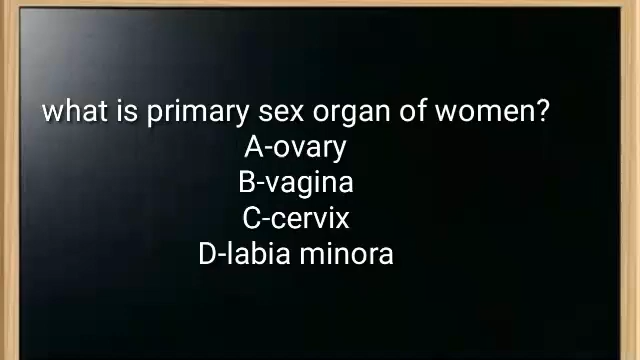 what is primary sex organ of women?
A-ovary
B-vagina
C-cervix
D-labia minora